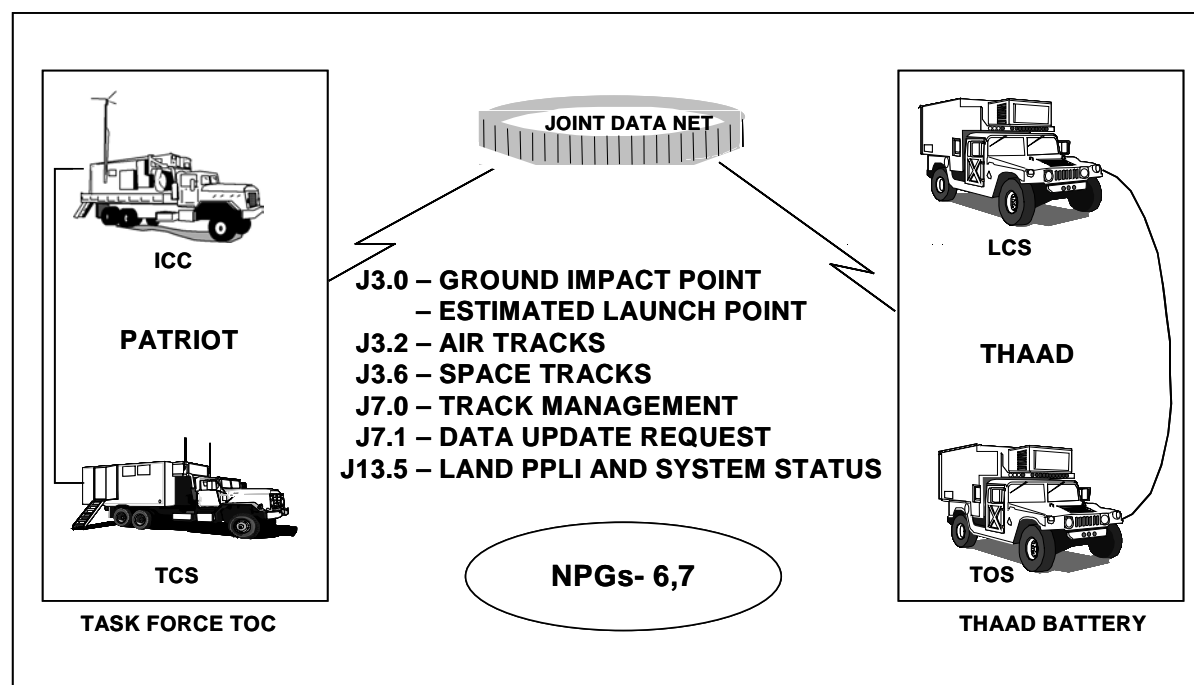 JOINT DATA NET
ICC
PATRIOT
TCS
TASK FORCE TOC
J3.0 – GROUND IMPACT POINT
– ESTIMATED LAUNCH POINT
J3.2 – AIR TRACKS
J3.6 – SPACE TRACKS
J7.0 – TRACK MANAGEMENT
J7.1 – DATA UPDATE REQUEST
J13.5 – LAND PPLI AND SYSTEM STATUS
NPGs- 6,7
LCS
THAAD
TOS
THAAD BATTERY